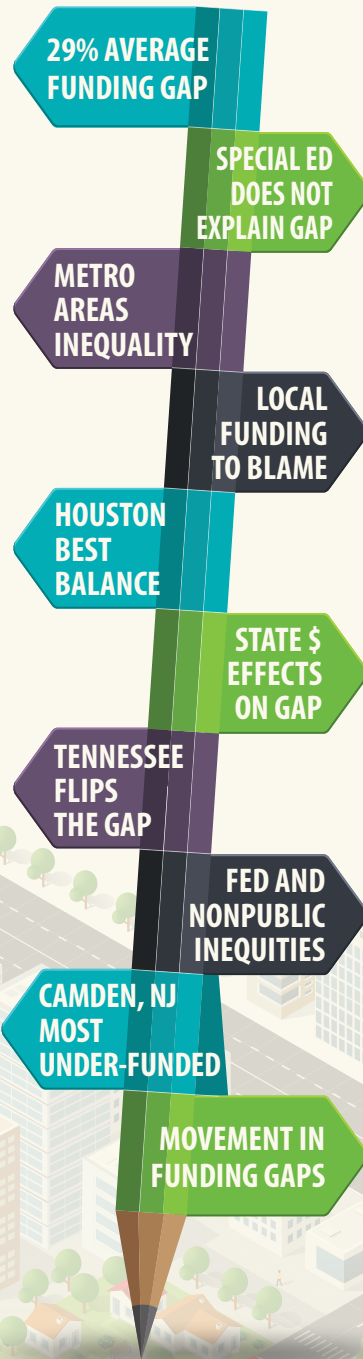 29% AVERAGE
FUNDING GAP
SPECIAL ED
DOES NOT
EXPLAIN GAP
METRO
AREAS
INEQUALITY
LOCAL
FUNDING
TO BLAME
HOUSTON
BEST
BALANCE
STATE $
EFFECTS
ON GAP
TENNESSEE
FLIPS
THE GAP
FED AND
NONPUBLIC
INEQUITIES
CAMDEN, NJ
MOST
UNDER-FUNDED
MOVEMENT IN
FUNDING GAPS